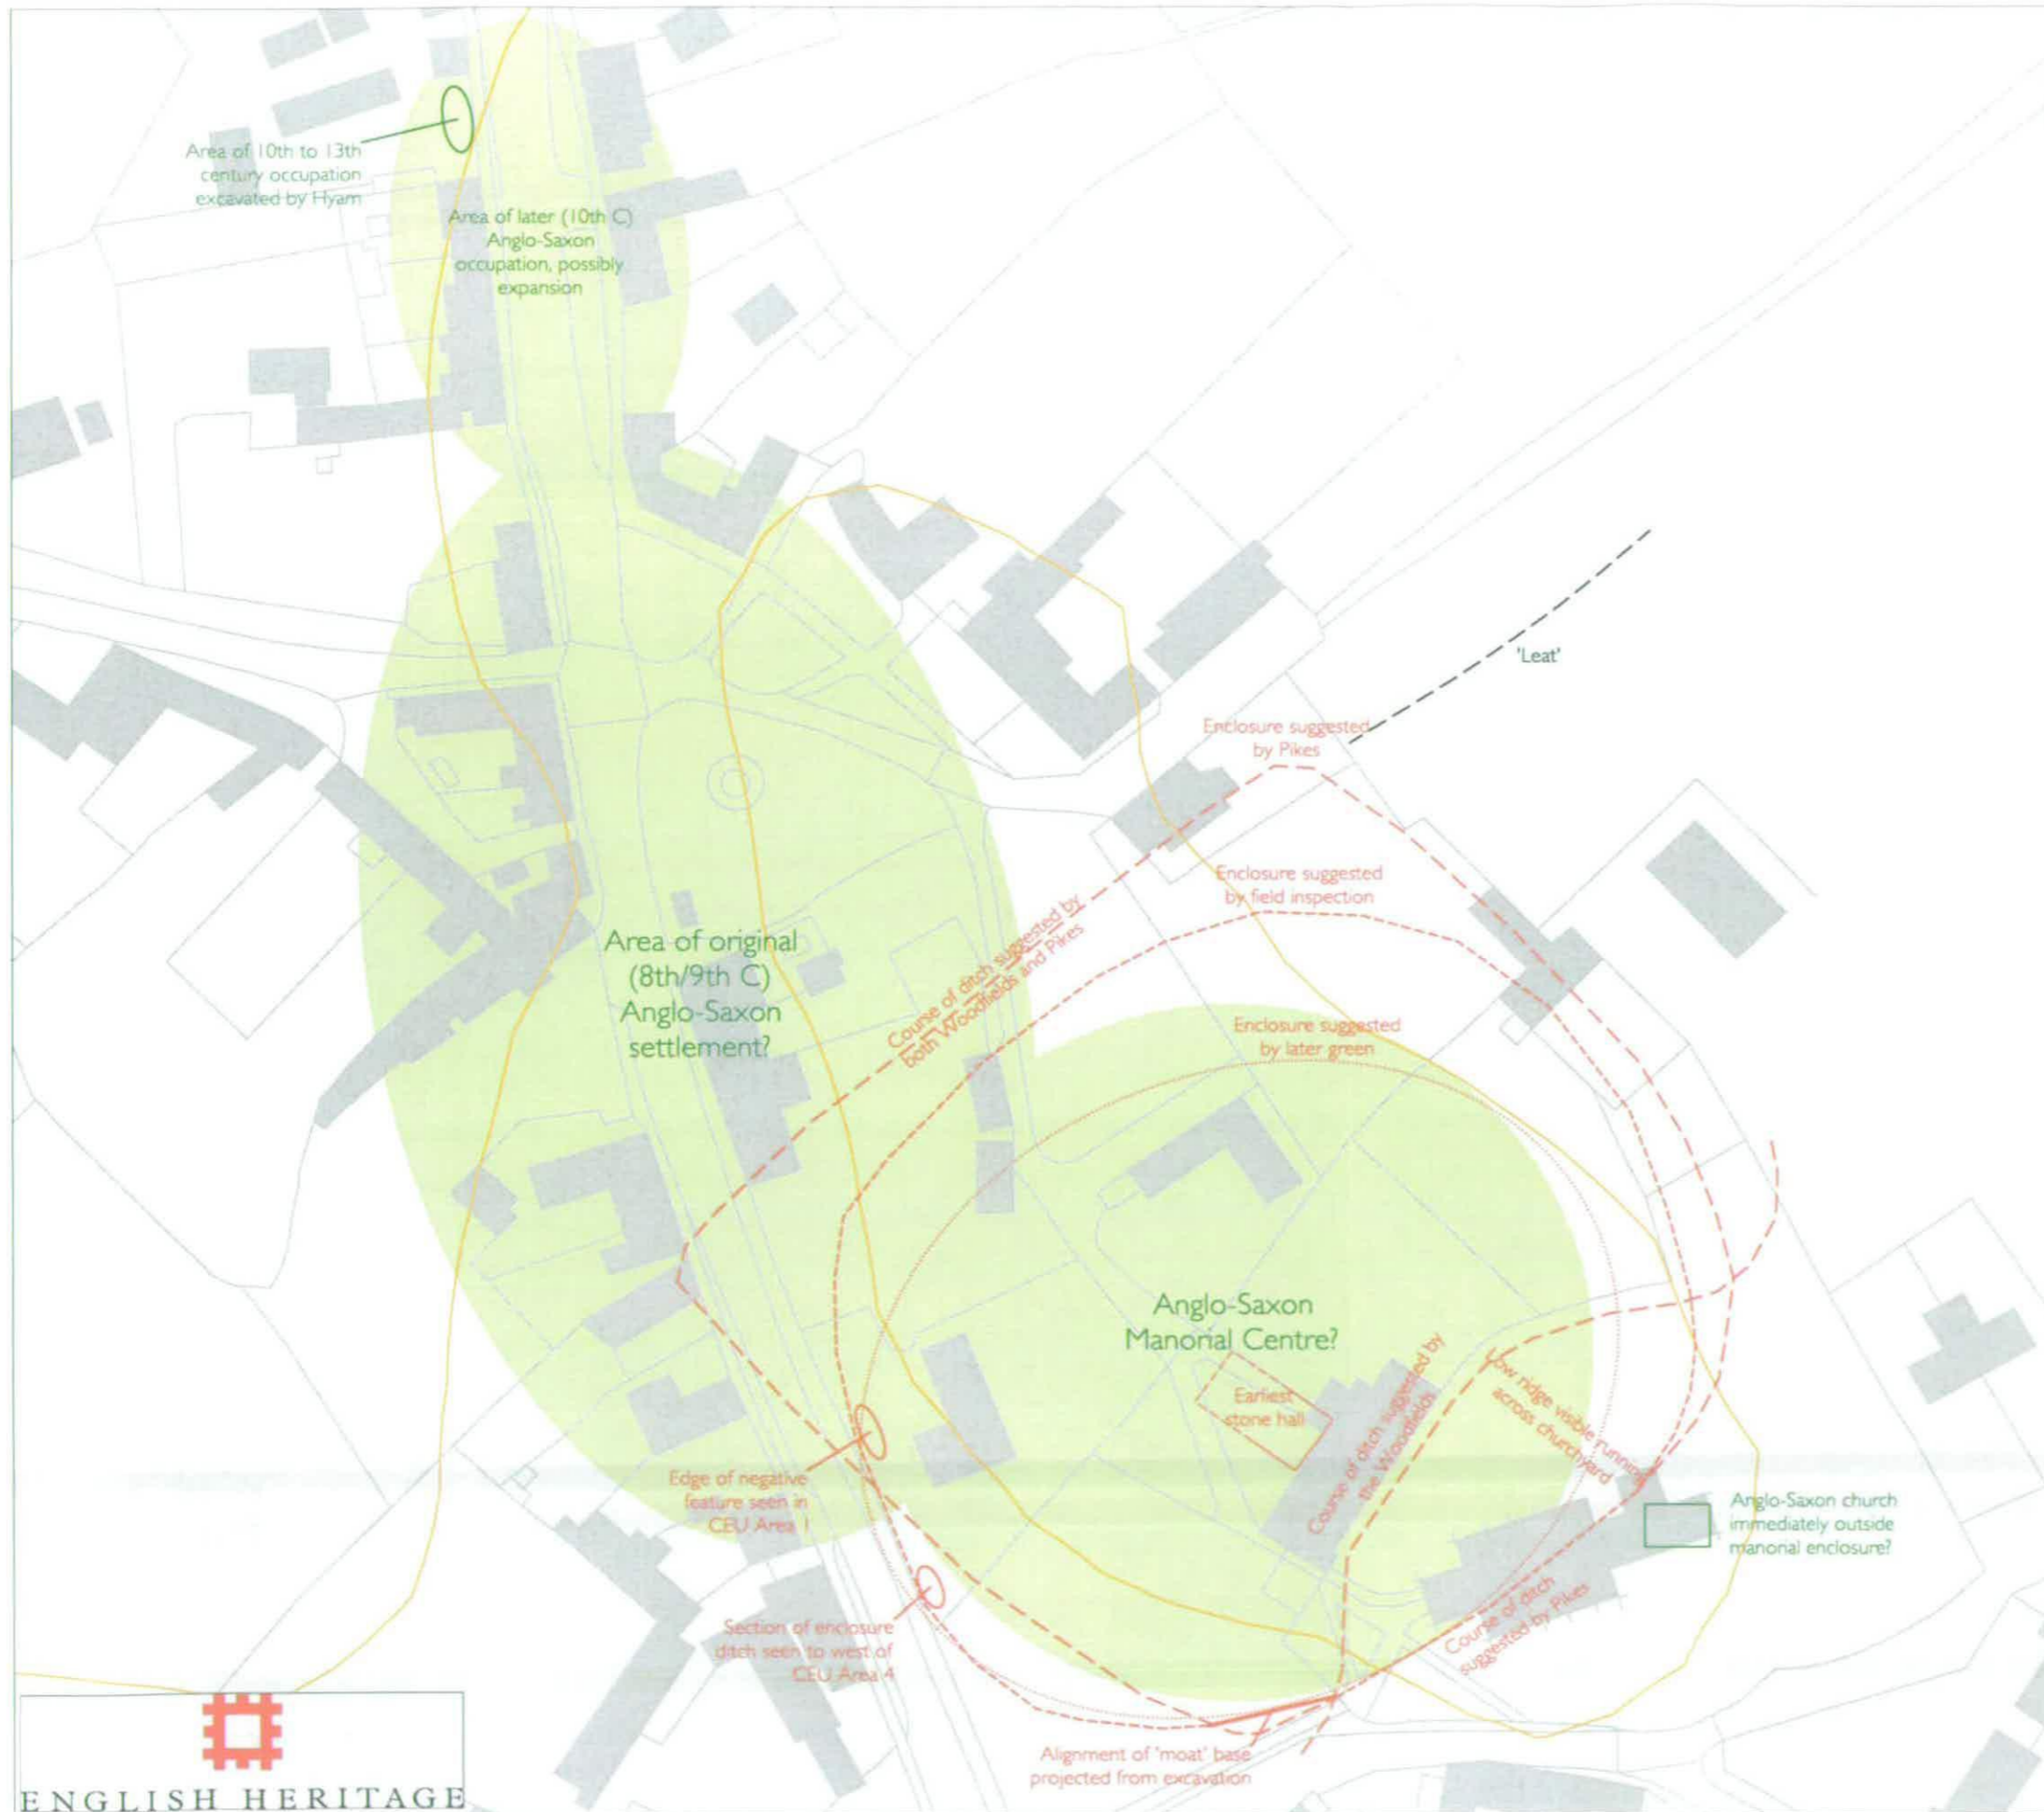 Area of 10th to 13th
century occupation
excavated by Hyam
Area of later (10th C)
Anglo-Saxon
occupation, possibly
expansion
'Leat'
Enclosure suggested
by Pikes
Enclosure suggested
by field inspection
Course of ditch suggested by
both Woodfields and Pikes
Area of original
(8th/9th C)
Anglo-Saxon
settlement?
Enclosure suggested
by later green
Anglo-Saxon
Manorial Centre?
Earliest
stone hall
Course of ditch suggested by
the Woodfields
Low ridge visible running
across churchyard
Edge of negative
feature seen in
CEU Area 1
Anglo-Saxon church
immediately outside
manorial enclosure?
Section of enclosure
ditch seen to west of
CEU Area 4
Course of ditch
suggested by Pikes
Alignment of 'moat' base
projected from excavation
ENGLISH HERITAGE